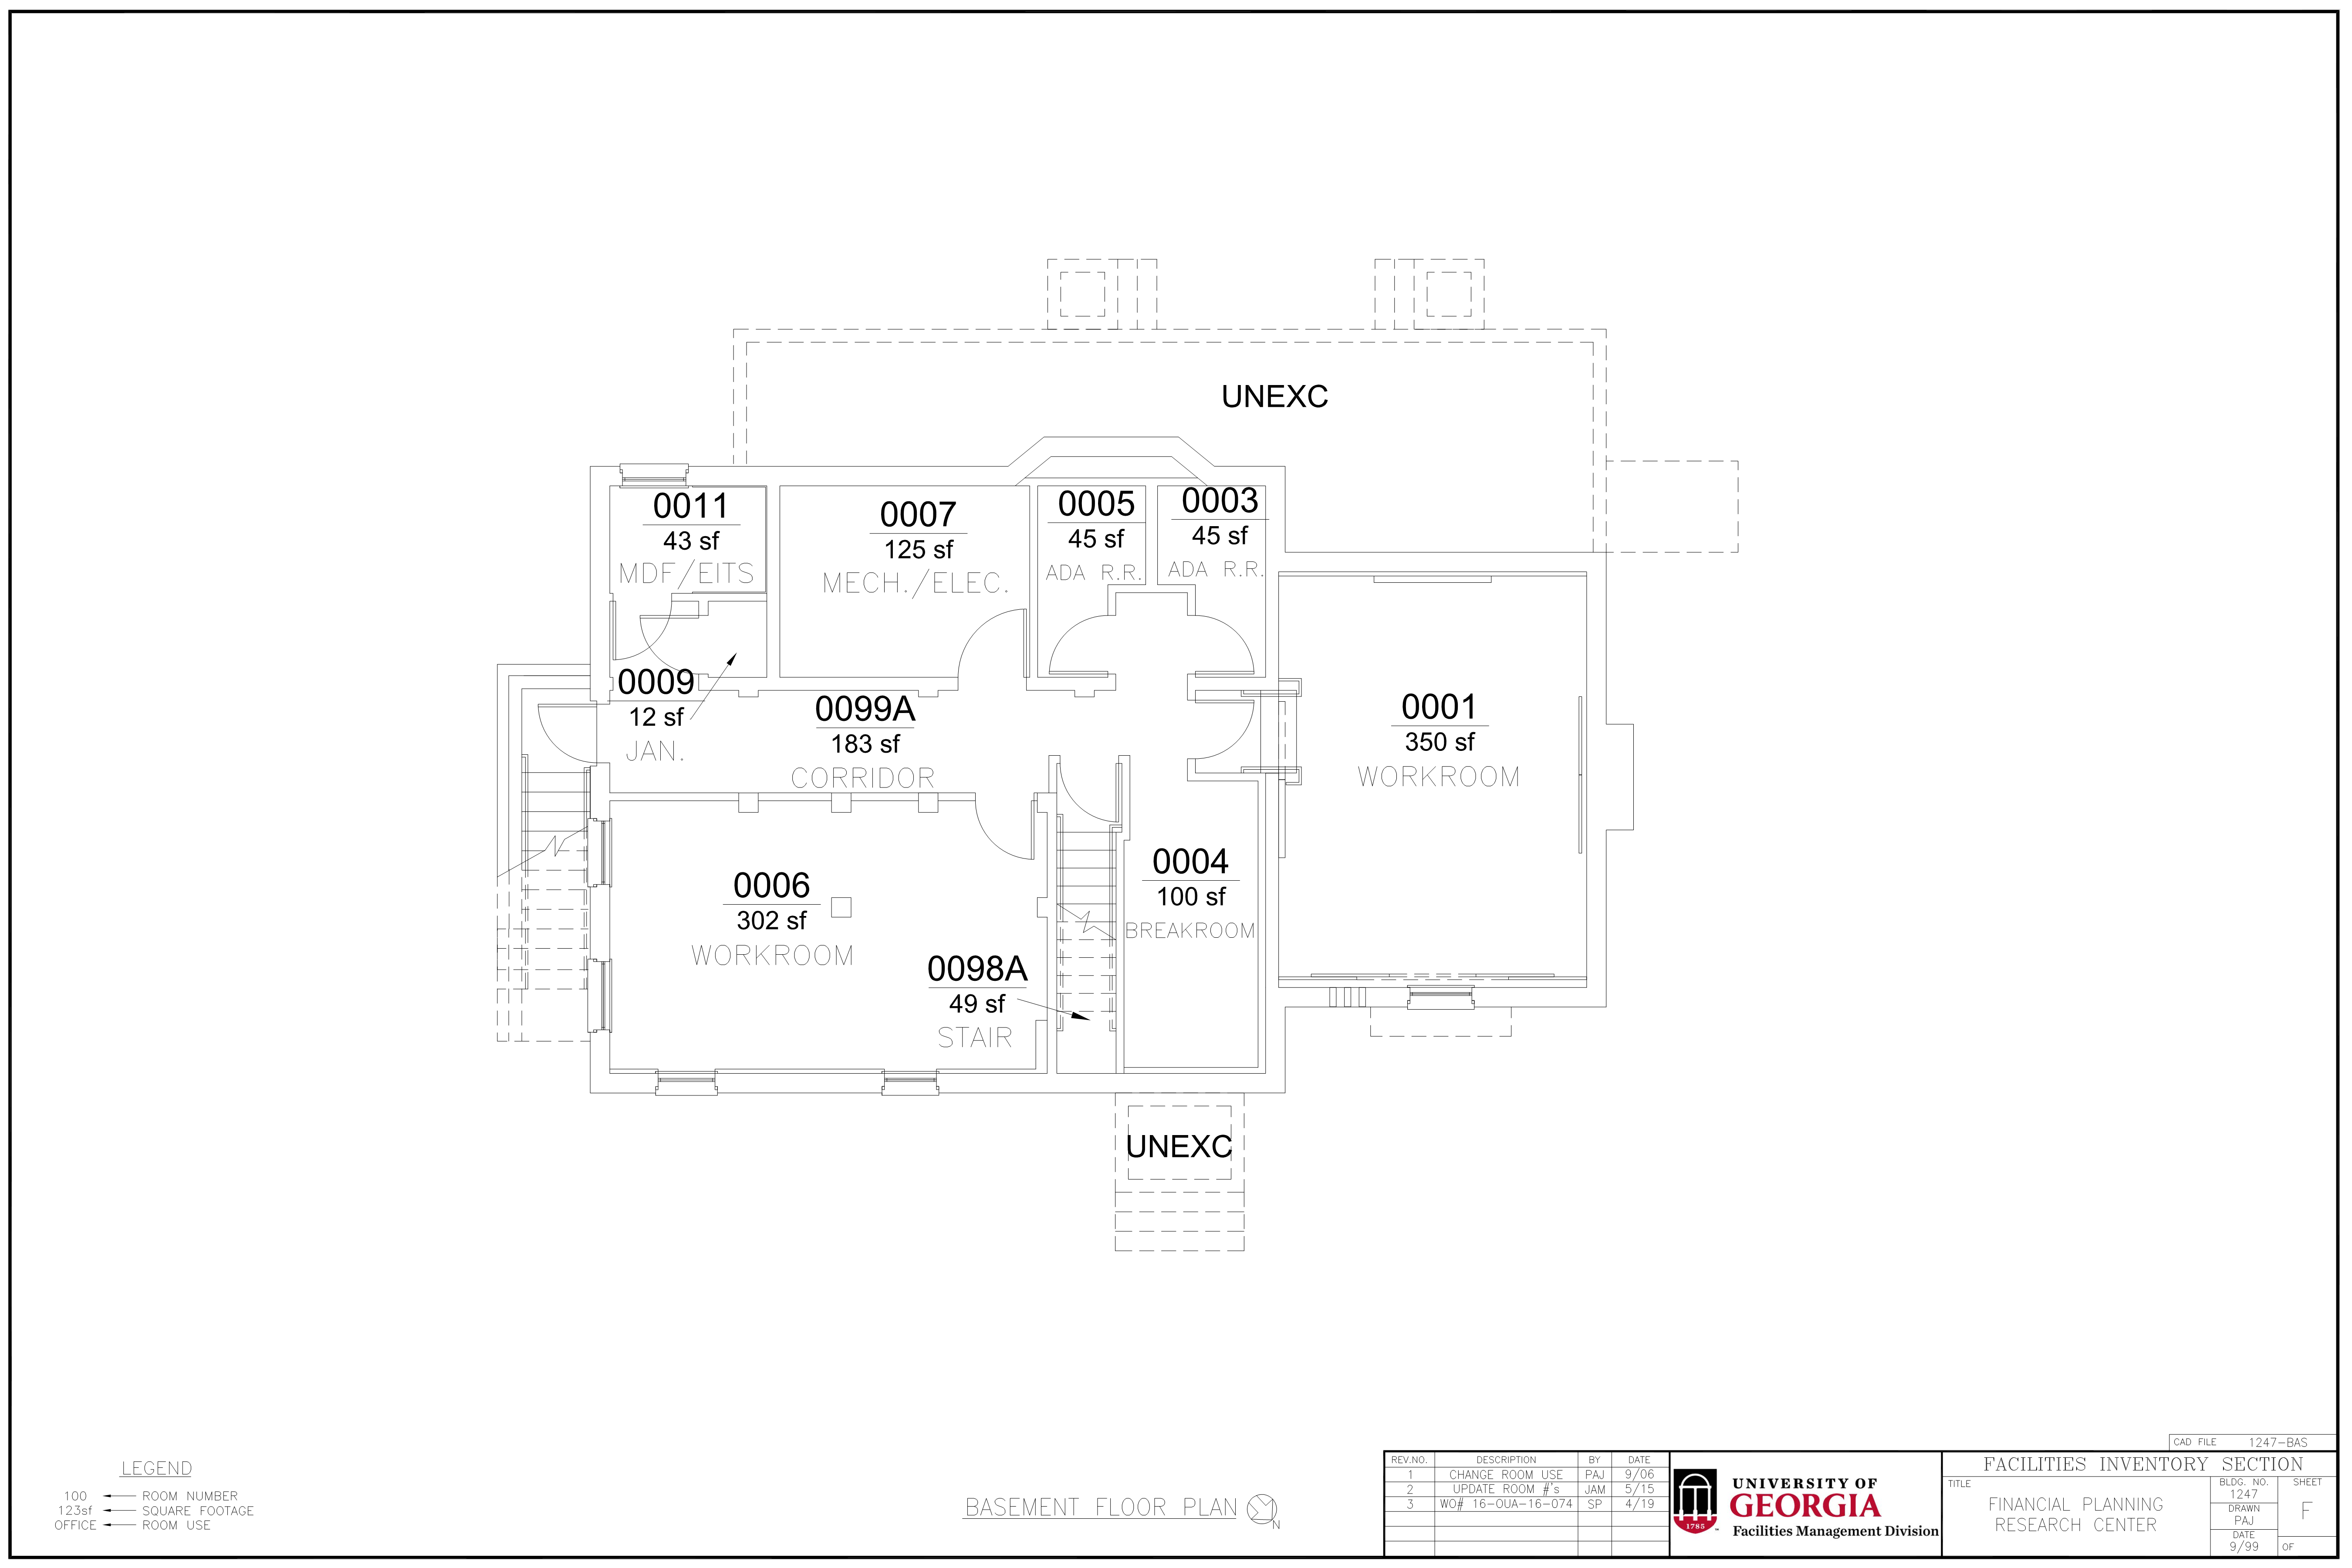 UNEXC
0011
43 sf
MDF/EITS
0007
125 sf
MECH./ELEC.
0005
45 sf
ADA R.R.
0003
45 sf
ADA R.R.
0009
12 sf
JAN.
0099A
183 sf
CORRIDOR
0001
350 sf
WORKROOM
0006
302 sf
WORKROOM
0004
100 sf
BREAKROOM
0098A
49 sf
STAIR
UNEXC
LEGEND
100 ROOM NUMBER
123sf SQUARE FOOTAGE
OFFICE ROOM USE
BASEMENT FLOOR PLAN
N
REV.NO. DESCRIPTION BY DATE
1 CHANGE ROOM USE PAJ 9/06
2 UPDATE ROOM #'s JAM 5/15
3 WO# 16-OUA-16-074 SP 4/19
1785
UNIVERSITY OF
GEORGIA
Facilities Management Division
CAD FILE 1247-BAS
FACILITIES INVENTORY SECTION
TITLE
FINANCIAL PLANNING
RESEARCH CENTER
BLDG. NO.
1247
DRAWN
PAJ
DATE
9/99
SHEET
F
OF